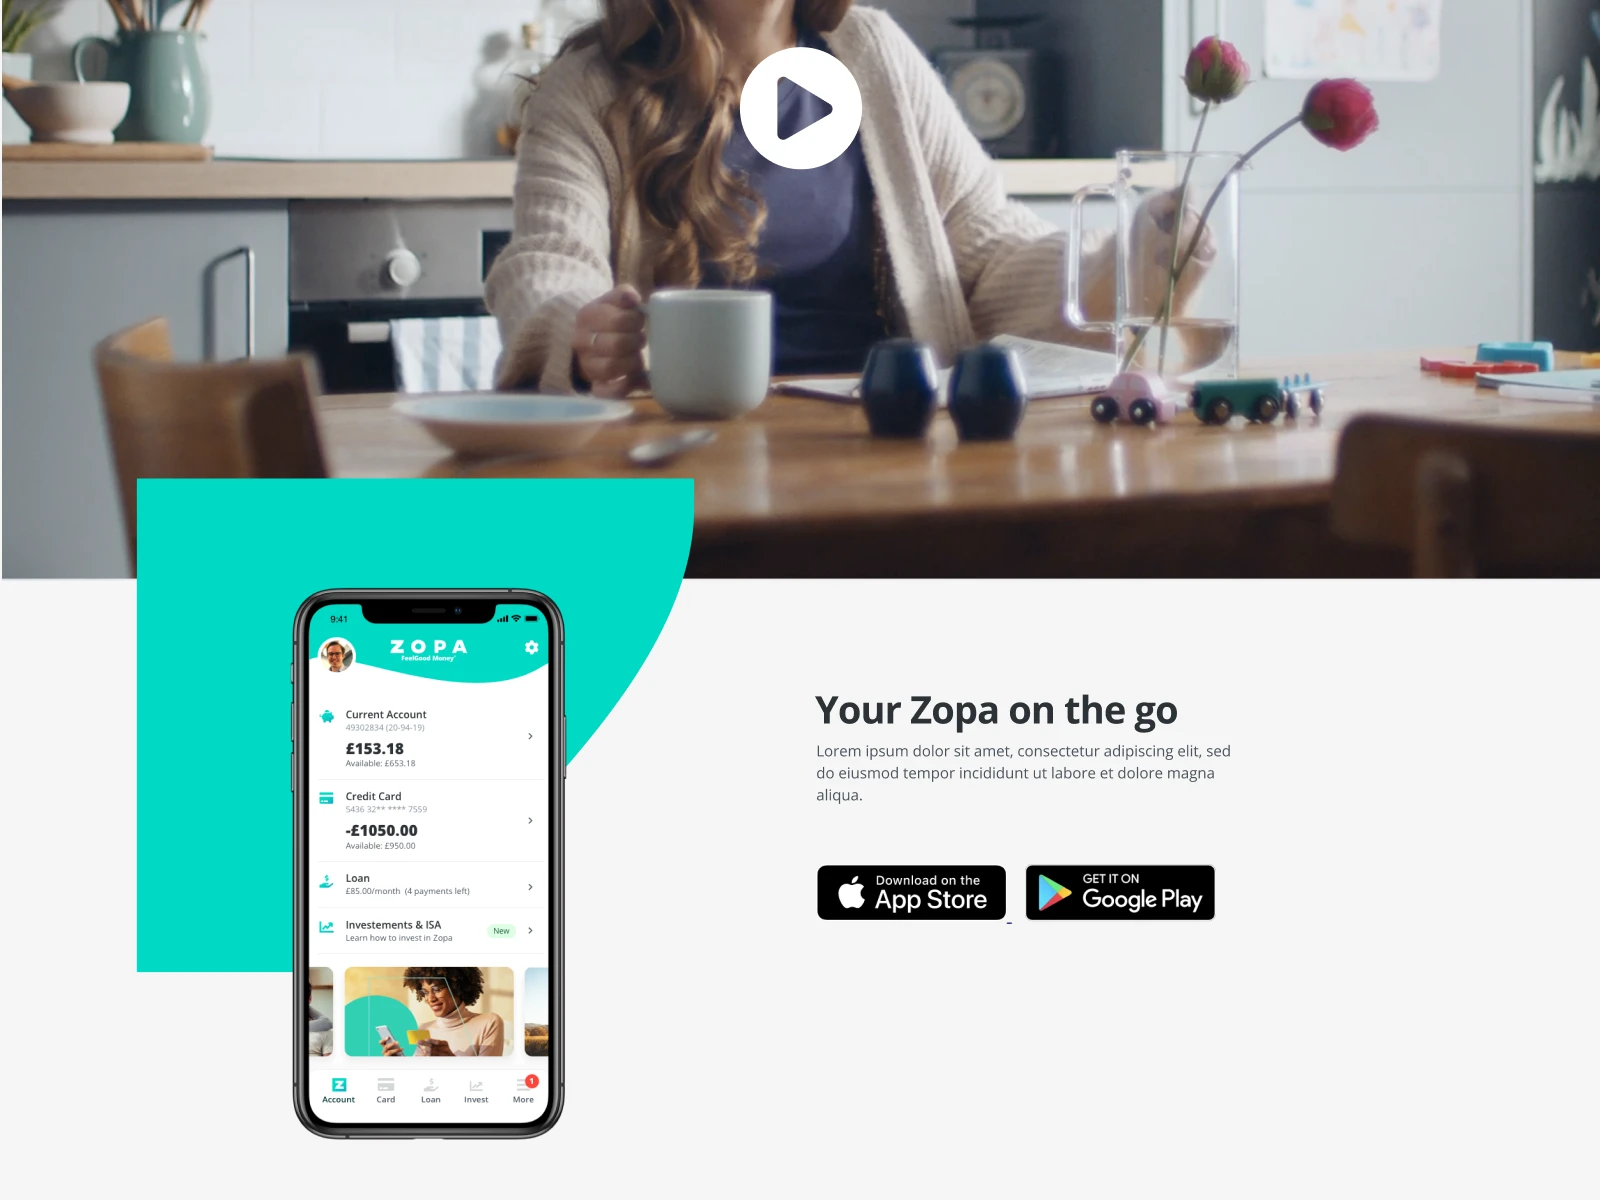 9:41
ZOPA
FeelGood Money™
Current Account
49302834 (20-94-19)
£153.18
Available: £653.18
Credit Card
5436 32** **** 7559
-£1050.00
Available: £950.00
Loan
£85.00/month (4 payments left)
Investements & ISA
Learn how to invest in Zopa
New
Account
Card
Loan
Invest
More
1
Your Zopa on the go
Lorem ipsum dolor sit amet, consectetur adipiscing elit, sed
do eiusmod tempor incididunt ut labore et dolore magna
aliqua.
Download on the
App Store
GET IT ON
Google Play